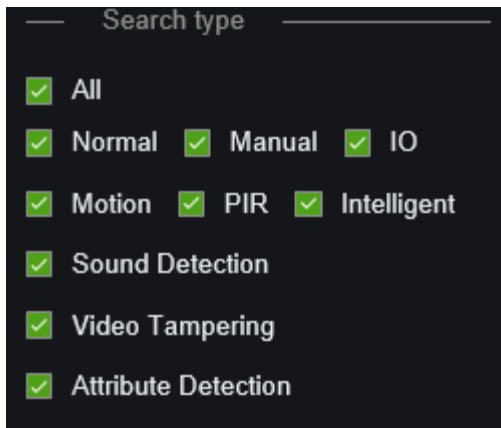 Search type
All
Normal Manual IO
Motion PIR Intelligent
Sound Detection
Video Tampering
Attribute Detection